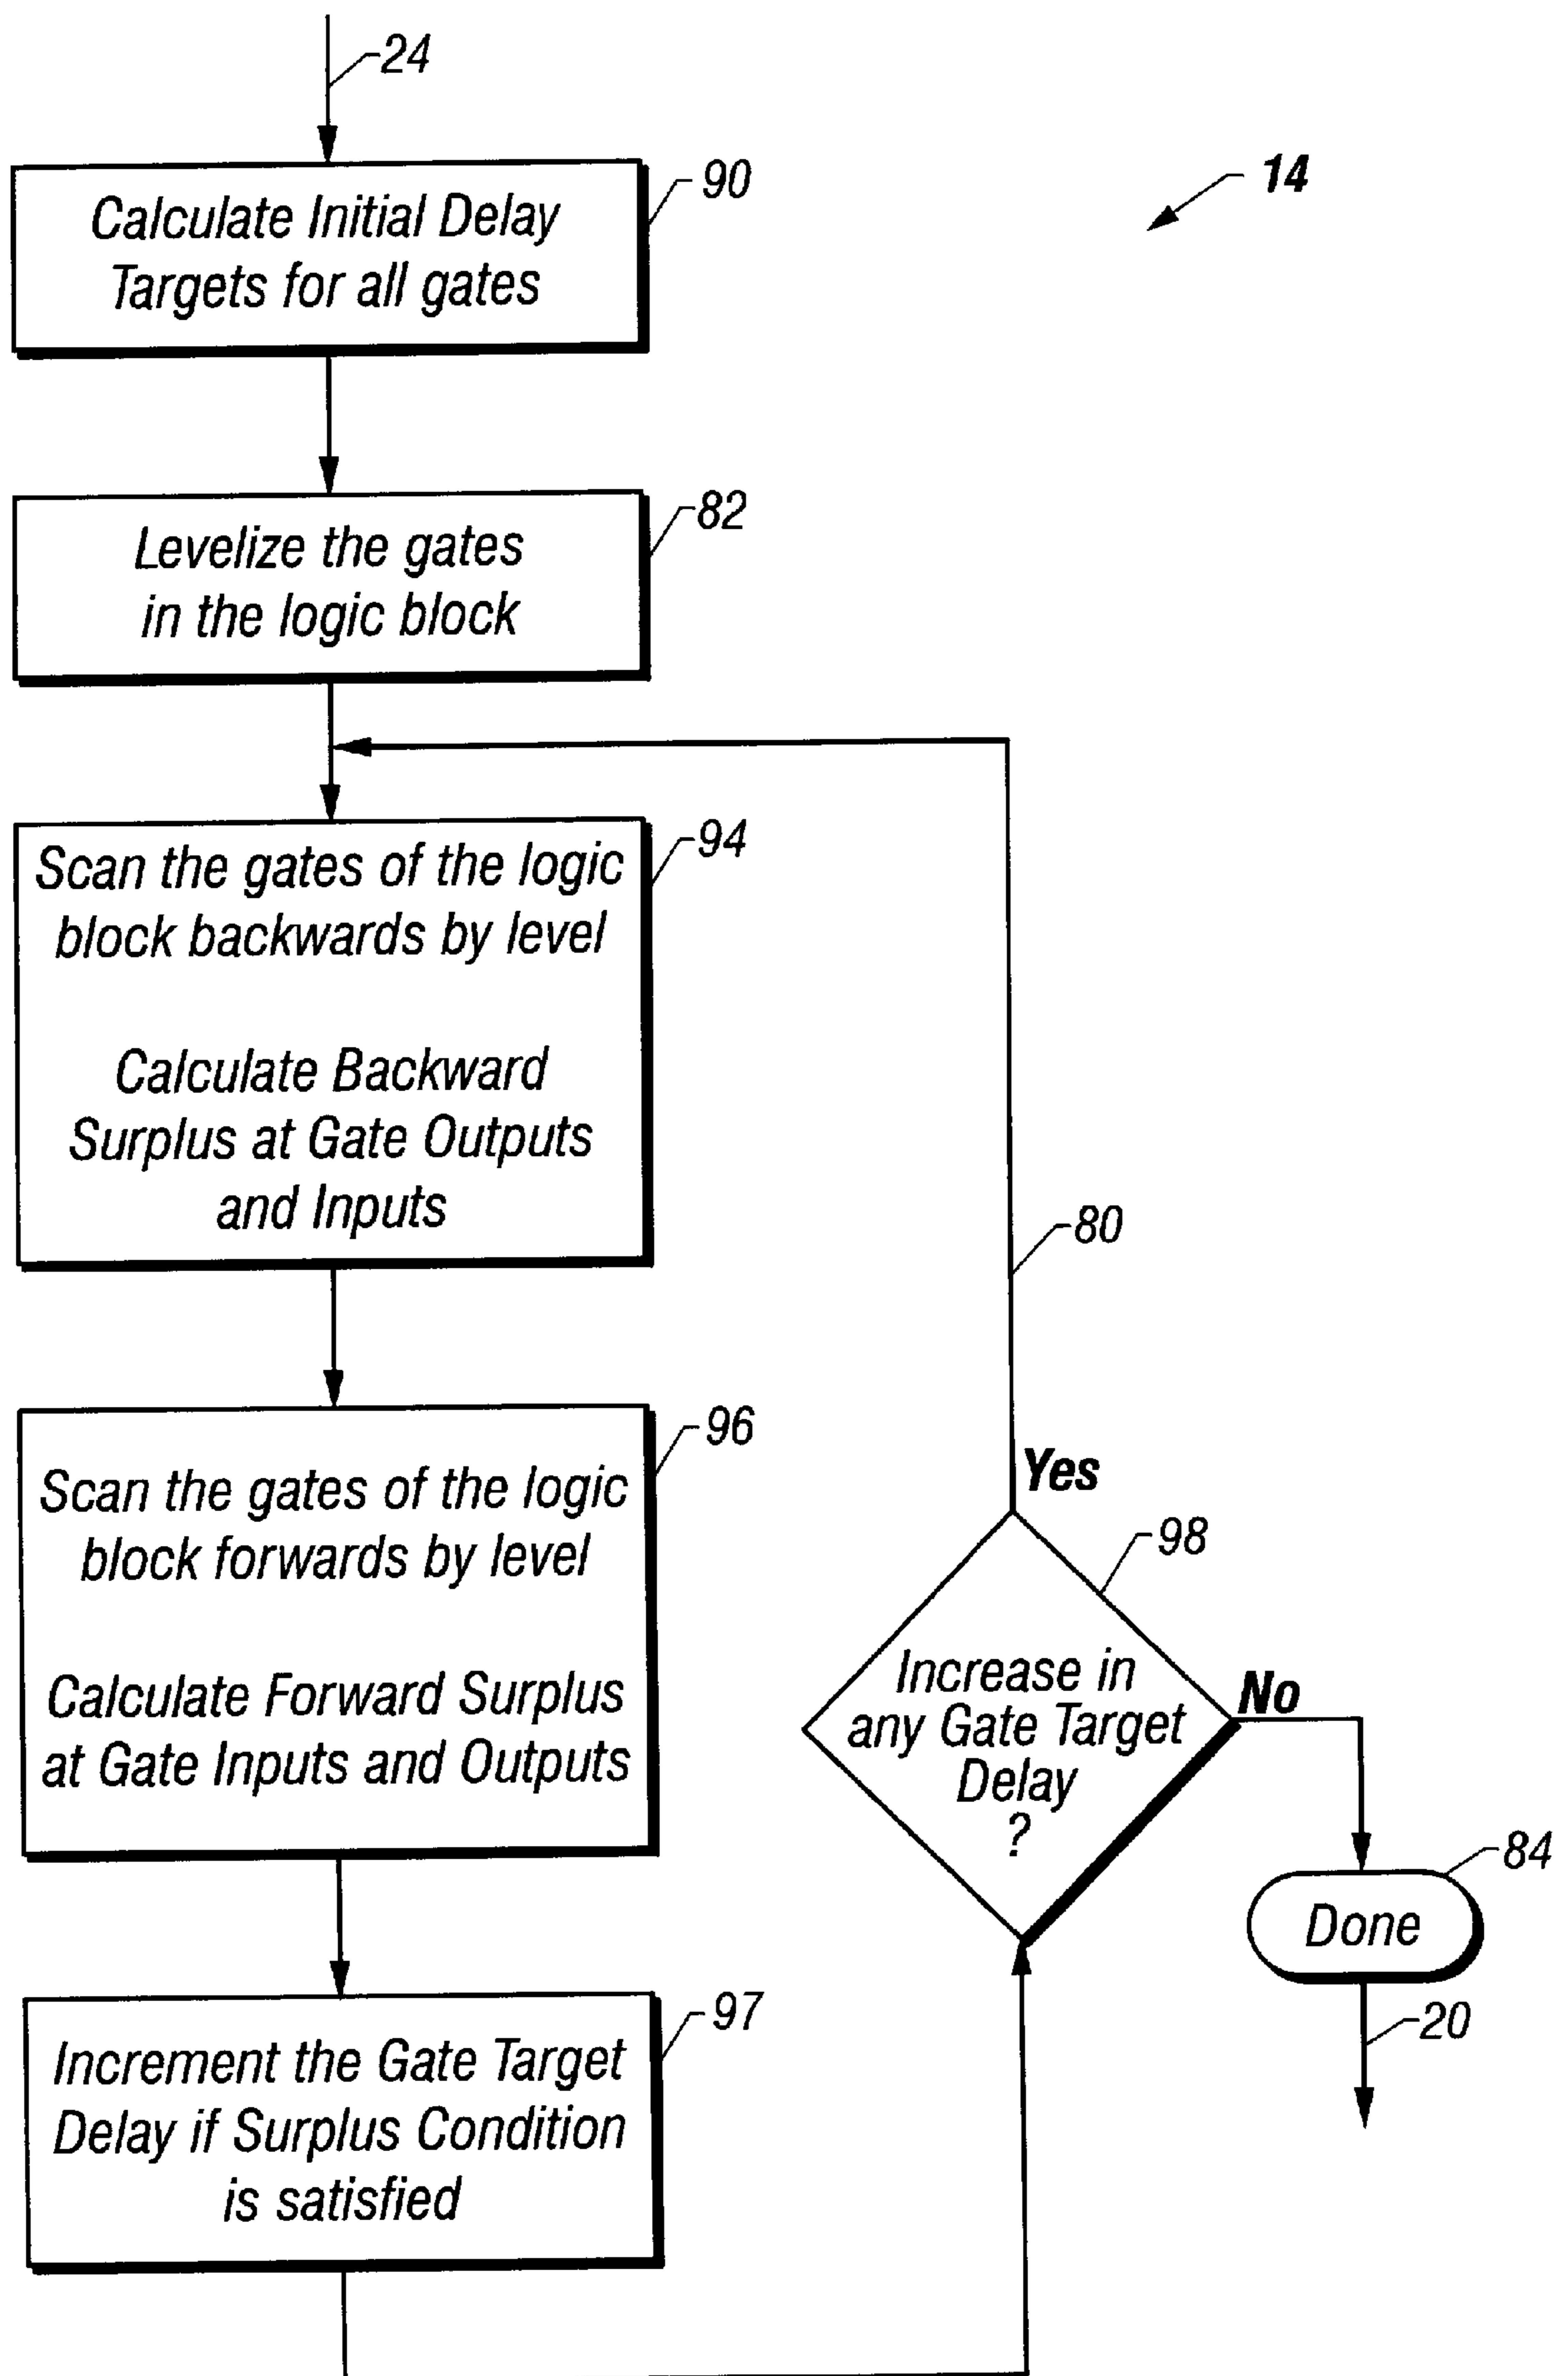 24
14
90
Calculate Initial Delay
Targets for all gates
82
Levelize the gates
in the logic block
94
Scan the gates of the logic
block backwards by level
Calculate Backward
Surplus at Gate Outputs
and Inputs
80
96
Scan the gates of the logic
block forwards by level
Calculate Forward Surplus
at Gate Inputs and Outputs
Yes
98
Increase in
any Gate Target
Delay
?
No
84
Done
20
97
Increment the Gate Target
Delay if Surplus Condition
is satisfied